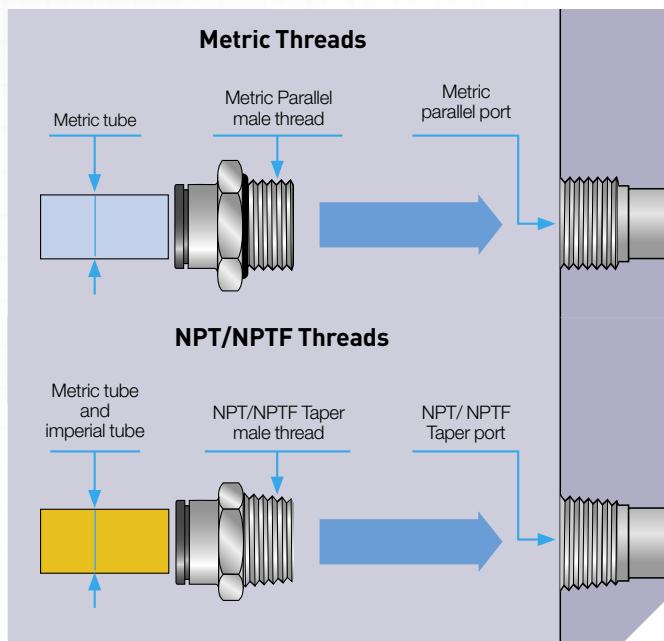 Metric Threads
Metric tube
Metric Parallel
male thread
Metric
parallel port
NPT/NPTF Threads
Metric tube
and
imperial tube
NPT/NPTF Taper
male thread
NPT/ NPTF
Taper port